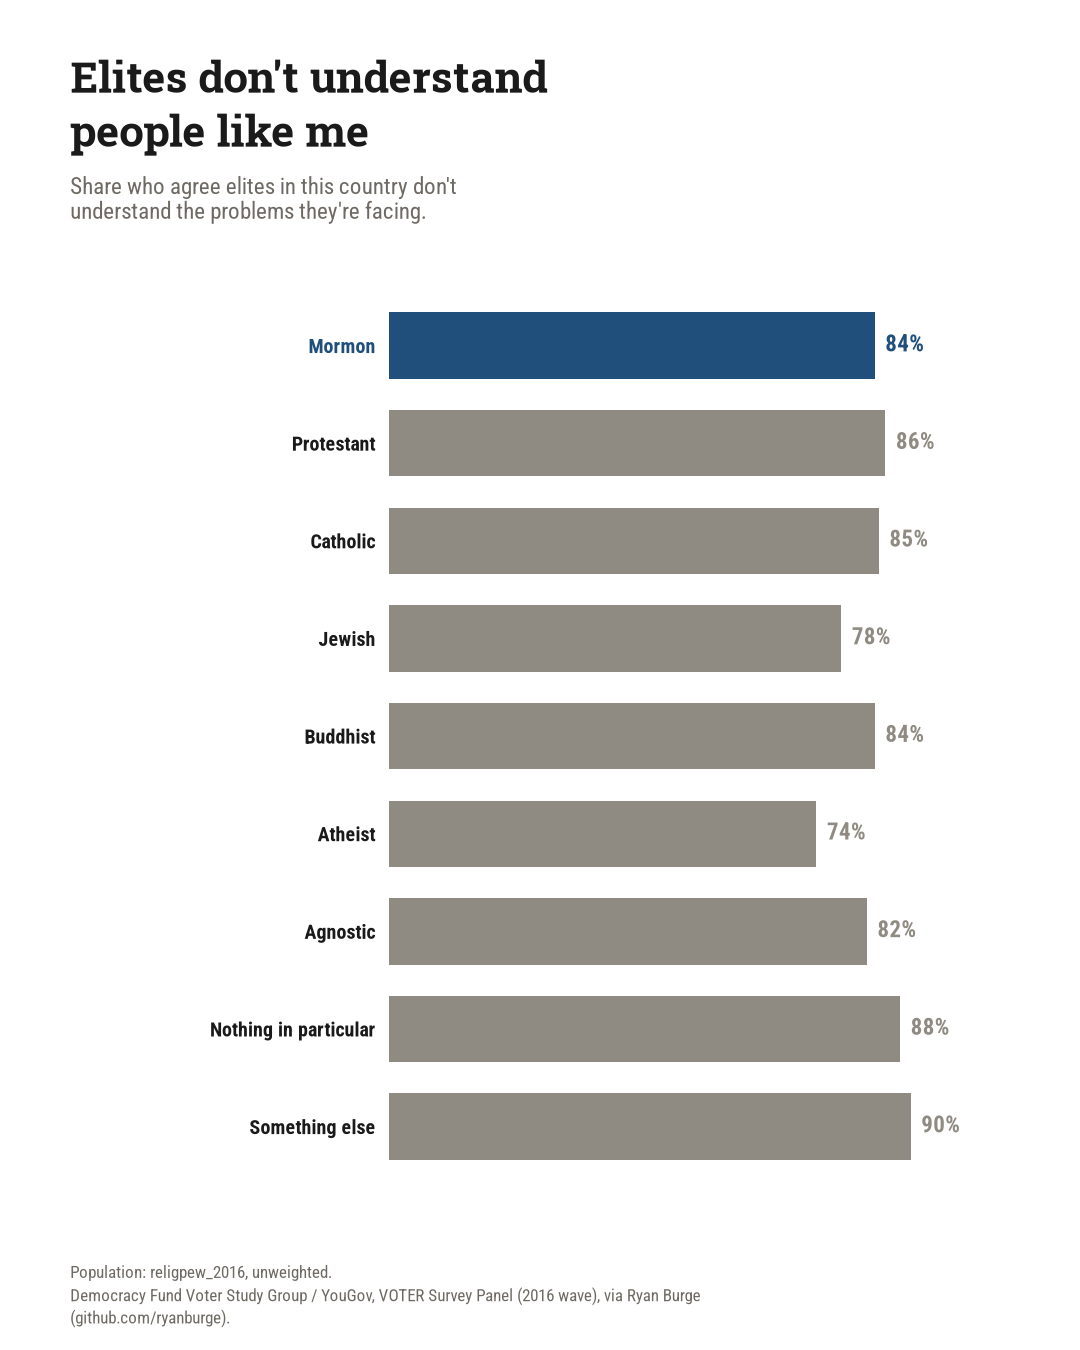 Elites don't understand
people like me
Share who agree elites in this country don't
understand the problems they're facing.
Mormon 84%
Protestant 86%
Catholic 85%
Jewish 78%
Buddhist 84%
Atheist 74%
Agnostic 82%
Nothing in particular 88%
Something else 90%
Population: religpew_2016, unweighted.
Democracy Fund Voter Study Group / YouGov, VOTER Survey Panel (2016 wave), via Ryan Burge
(github.com/ryanburge).